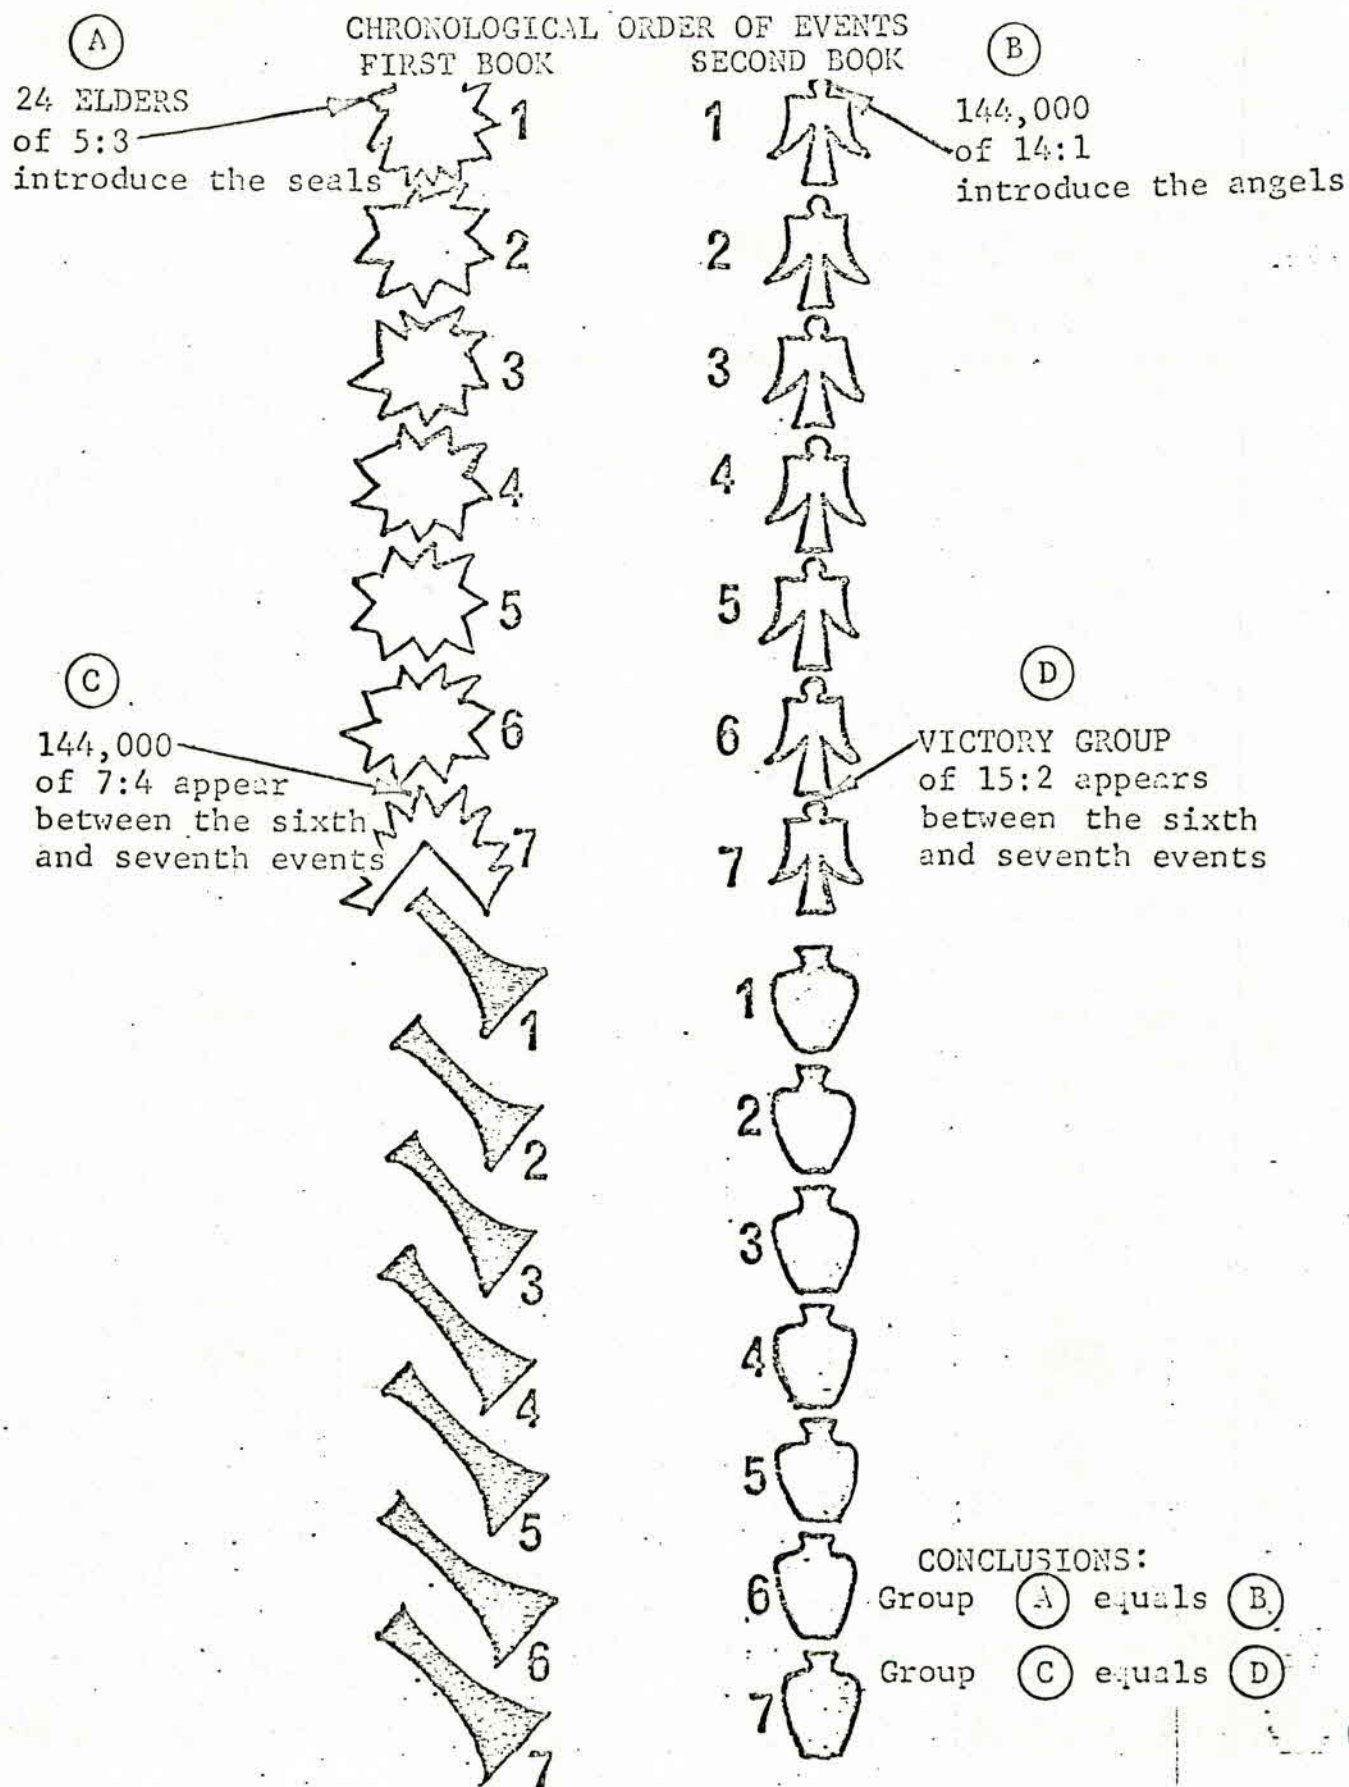 CHRONOLOGICAL ORDER OF EVENTS
FIRST BOOK
SECOND BOOK
A
24 ELDERS
of 5:3
introduce the seals
B
144,000
of 14:1
introduce the angels
1
2
3
4
5
6
7
1
2
3
4
5
6
7
C
144,000
of 7:4 appear
between the sixth
and seventh events
D
VICTORY GROUP
of 15:2 appears
between the sixth
and seventh events
1
2
3
4
5
6
7
1
2
3
4
5
6
7
CONCLUSIONS:
Group A equals B
Group C equals D